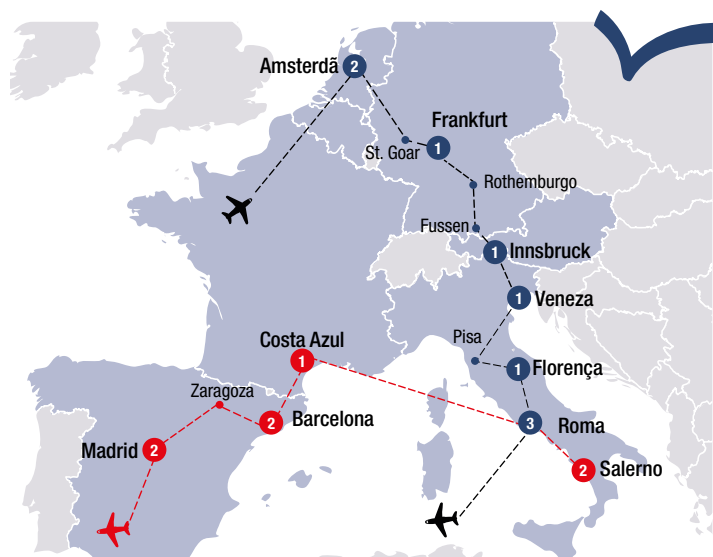 Amsterdã
2
Frankfurt
1
St. Goar
Rothemburgo
Fussen
1
Innsbruck
1
Veneza
Costa Azul
1
Pisa
1
Florença
Zaragoza
2
Barcelona
3
Roma
Madrid
2
2
Salerno